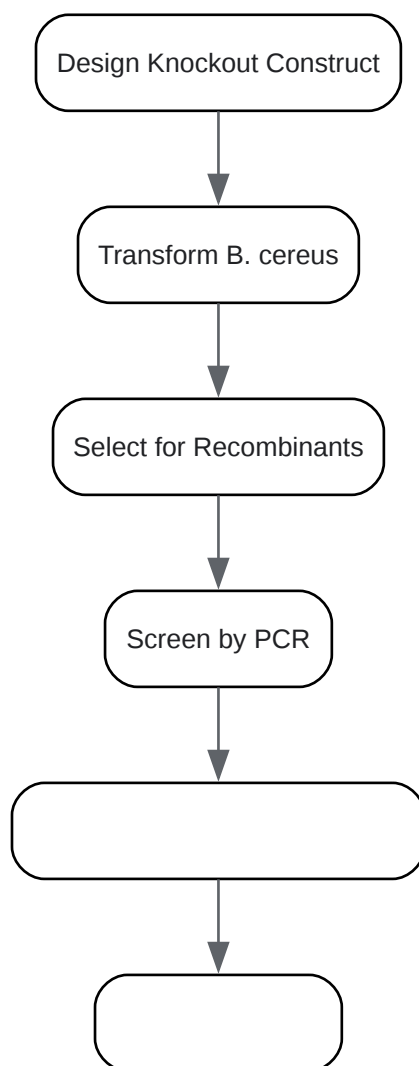 Design Knockout Construct
Transform B. cereus
Select for Recombinants
Screen by PCR